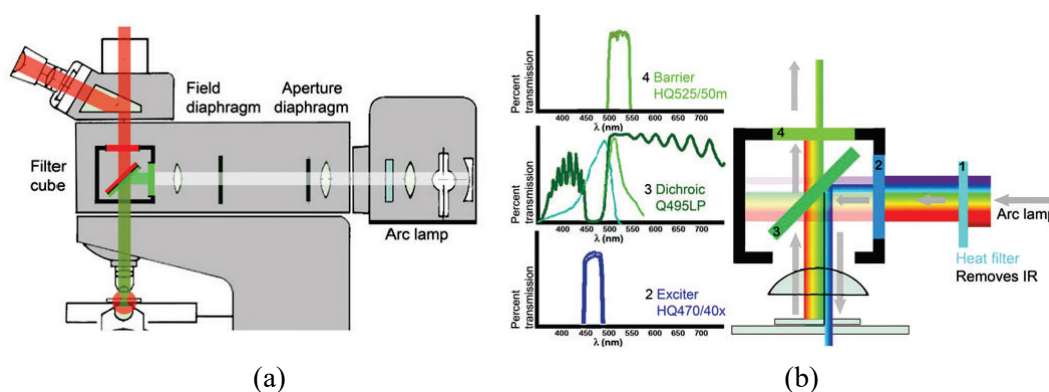 Field
diaphragm
Aperture
diaphragm
Filter
cube
Arc lamp
(a)
Percent
transmission
4 Barrier
HQ525/50m
400 450 500 550 600 650 700
λ (nm)
Percent
transmission
3 Dichroic
Q495LP
400 450 500 550 600 650 700
λ (nm)
Percent
transmission
2 Exciter
HQ470/40x
400 450 500 550 600 650 700
λ (nm)
4
2
1
3
Arc lamp
Heat filter
Removes IR
(b)